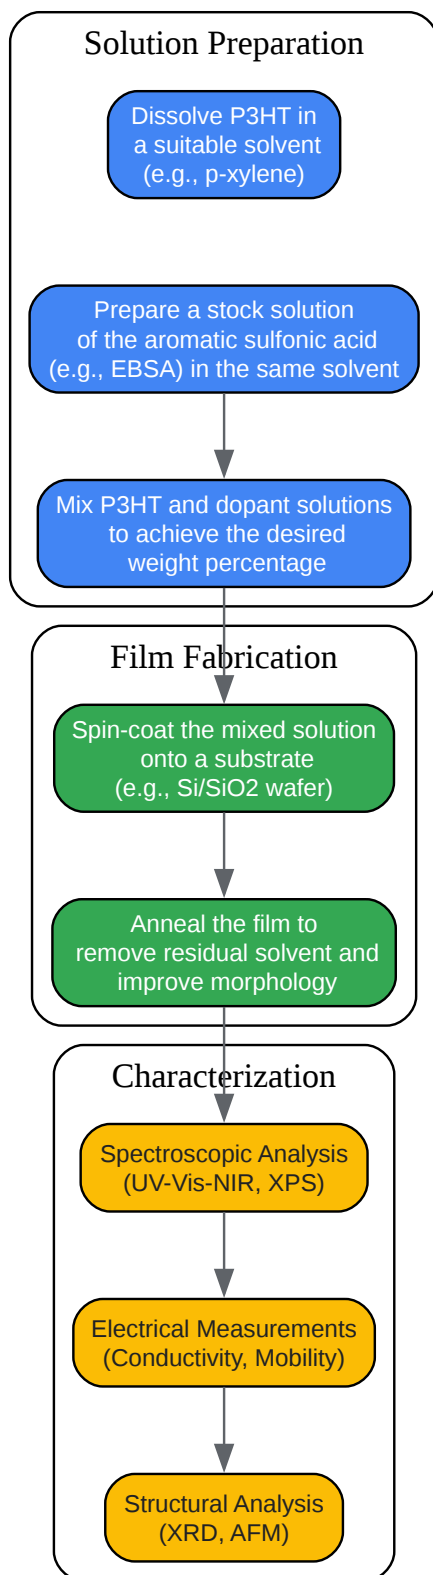 Solution Preparation
Dissolve P3HT in
a suitable solvent
(e.g., p-xylene)
Prepare a stock solution
of the aromatic sulfonic acid
(e.g., EBSA) in the same solvent
Mix P3HT and dopant solutions
to achieve the desired
weight percentage
Film Fabrication
Spin-coat the mixed solution
onto a substrate
(e.g., Si/SiO2 wafer)
Anneal the film to
remove residual solvent and
improve morphology
Characterization
Spectroscopic Analysis
(UV-Vis-NIR, XPS)
Electrical Measurements
(Conductivity, Mobility)
Structural Analysis
(XRD, AFM)